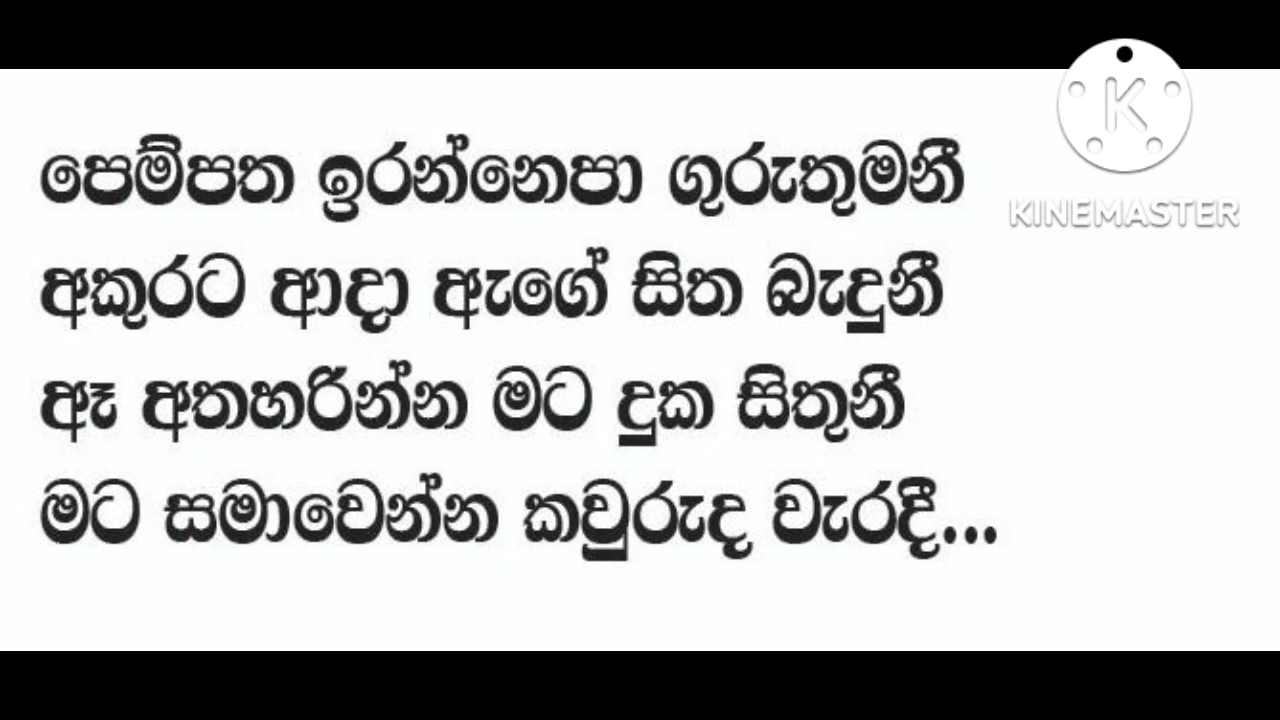 පෙම්පත ඉරන්නෙපා ගුරුතුමනී
අකුරට ආදා ඇගේ සිත බැඳුනී
ඈ අතහරින්න මට දුක සිතුනී
මට සමාවෙන්න කවුරුද වැරදී...
KINEMASTER